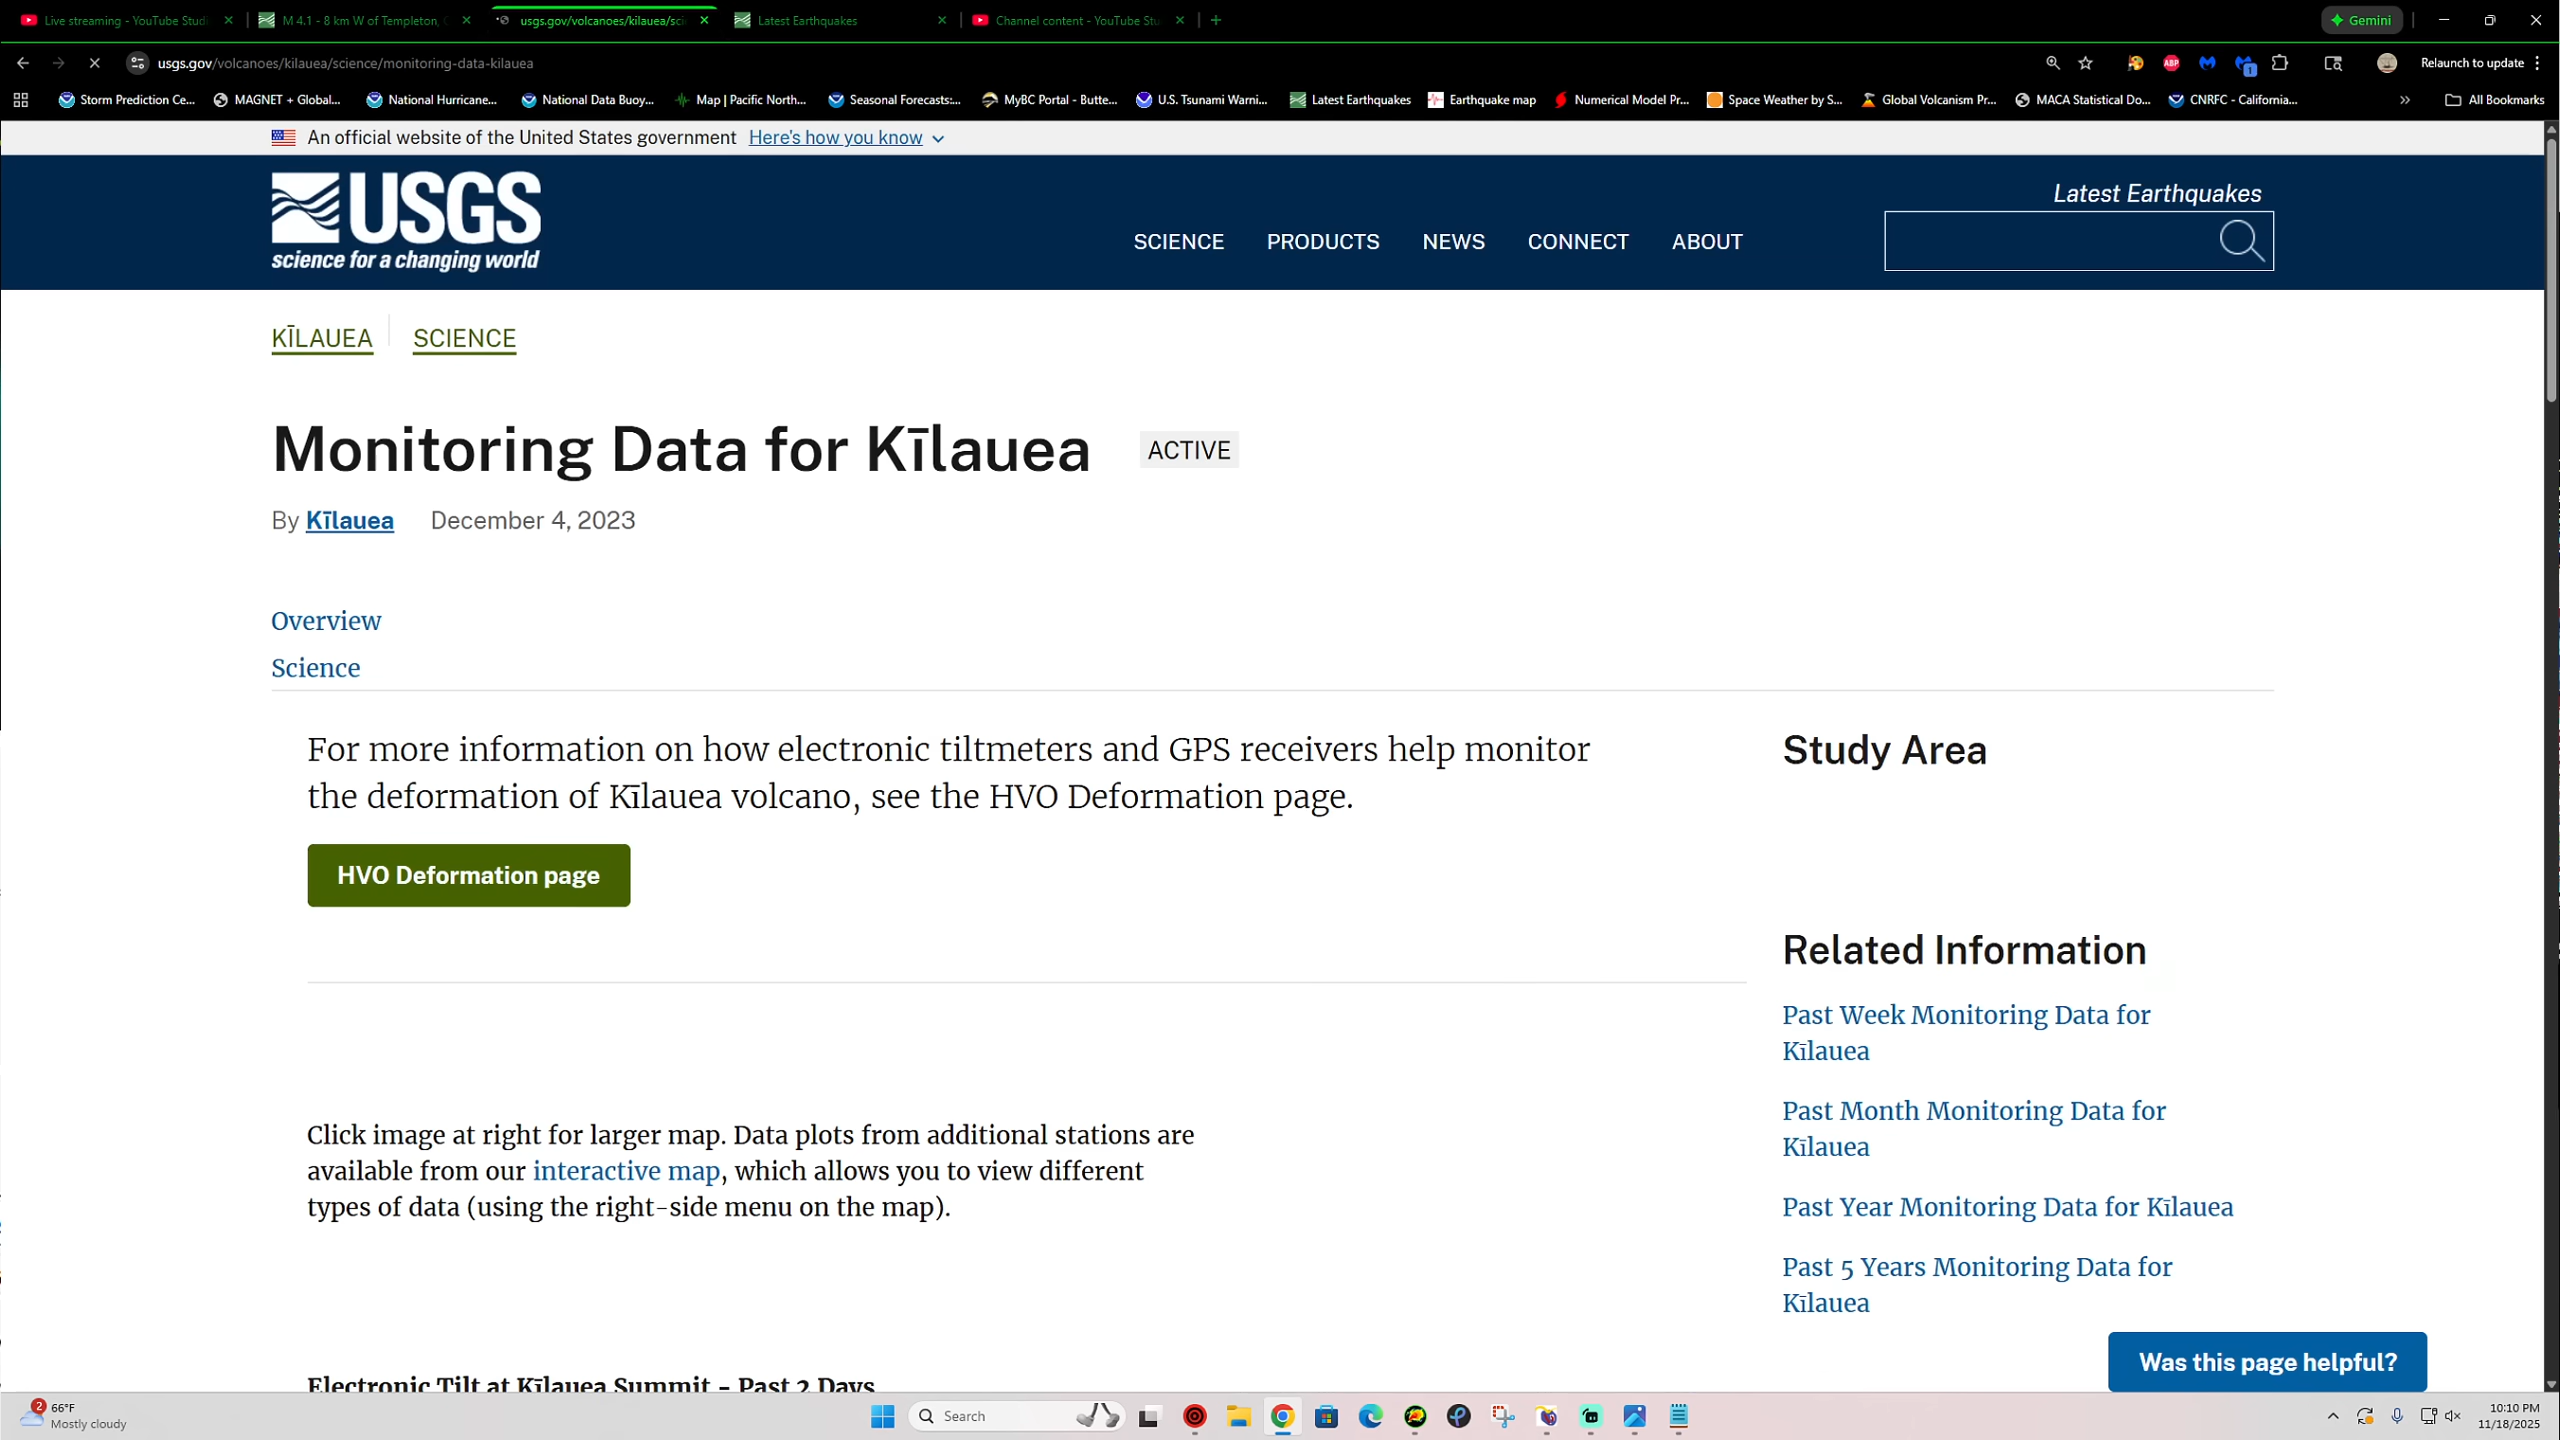 Live streaming - YouTube Studi
M 4.1 - 8 km W of Templeton, C
usgs.gov/volcanoes/kilauea/sci
Latest Earthquakes
Channel content - YouTube Stu
Gemini
usgs.gov/volcanoes/kilauea/science/monitoring-data-kilauea
ABP
1
Relaunch to update
Storm Prediction Ce...
MAGNET + Global...
National Hurricane...
National Data Buoy...
Map | Pacific North...
Seasonal Forecasts:...
MyBC Portal - Butte...
U.S. Tsunami Warni...
Latest Earthquakes
Earthquake map
Numerical Model Pr...
Space Weather by S...
Global Volcanism Pr...
MACA Statistical Do...
CNRFC - California...
All Bookmarks
An official website of the United States government Here's how you know
USGS
science for a changing world
SCIENCE
PRODUCTS
NEWS
CONNECT
ABOUT
Latest Earthquakes
KĪLAUEA
SCIENCE
Monitoring Data for Kīlauea
ACTIVE
By Kīlauea December 4, 2023
Overview
Science
For more information on how electronic tiltmeters and GPS receivers help monitor
the deformation of Kīlauea volcano, see the HVO Deformation page.
HVO Deformation page
Click image at right for larger map. Data plots from additional stations are
available from our interactive map, which allows you to view different
types of data (using the right-side menu on the map).
Electronic Tilt at Kīlauea Summit - Past 2 Days
Study Area
Related Information
Past Week Monitoring Data for
Kīlauea
Past Month Monitoring Data for
Kīlauea
Past Year Monitoring Data for Kīlauea
Past 5 Years Monitoring Data for
Kīlauea
Was this page helpful?
2
66°F
Mostly cloudy
Search
10:10 PM
11/18/2025